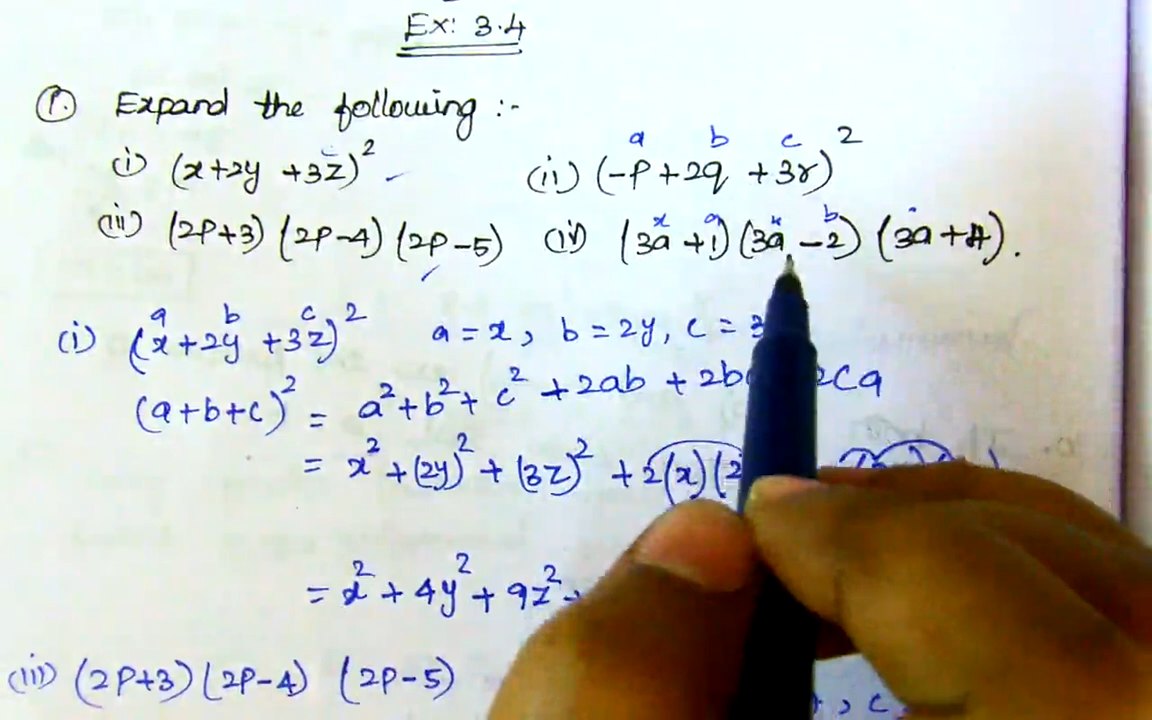 Ex: 3.4
1. Expand the following :-
(i) (x+2y +3z)² (ii) (-p +2q +3r)²
a b c
(iii) (2P+3) (2P-4) (2P-5) (iv) (3a +1) (3a -2) (3a+4).
x a x b
(i) (x+2y +3z)² a = x, b = 2y, c = 3
a b c
(a+b+c)² = a²+b²+ c² +2ab + 2b 2ca
= x² +(2y)² + (3z)² +2(x)(2
= x² + 4y² + 9z²
(iii) (2P+3) (2P-4) (2P-5) , c